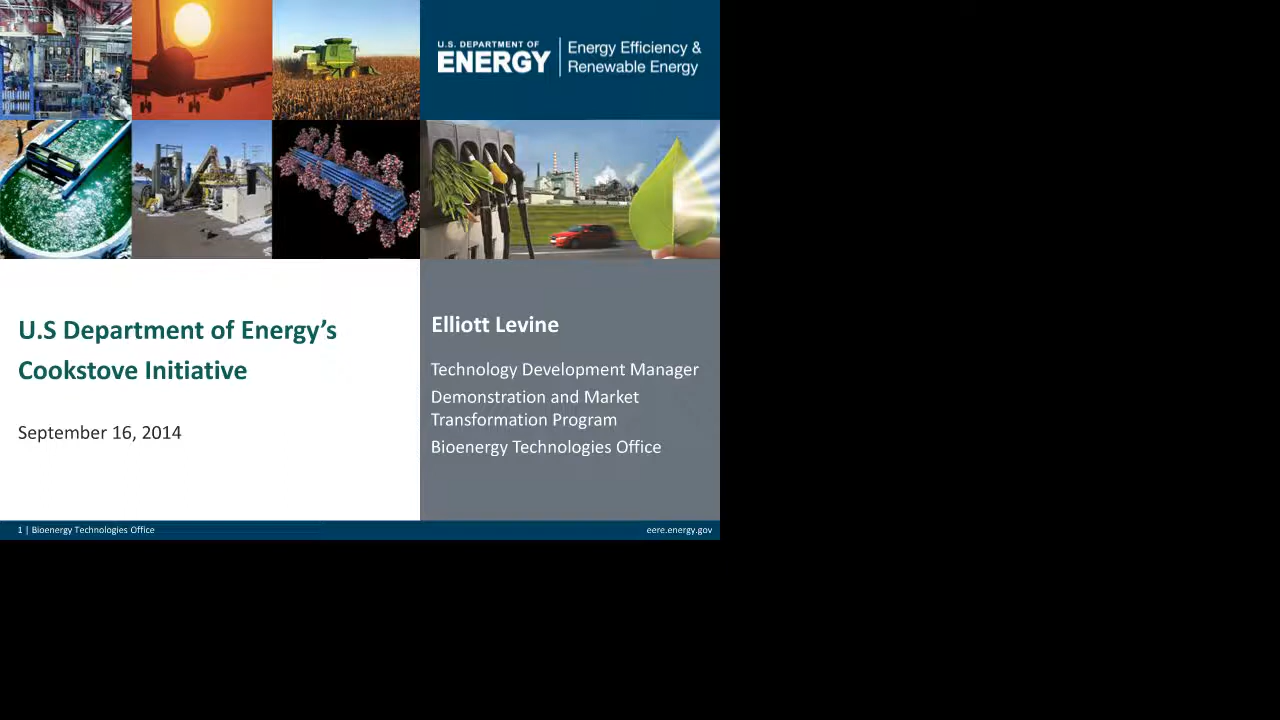 U.S. DEPARTMENT OF
ENERGY
Energy Efficiency &
Renewable Energy
U.S Department of Energy’s
Cookstove Initiative
September 16, 2014
Elliott Levine
Technology Development Manager
Demonstration and Market
Transformation Program
Bioenergy Technologies Office
1 | Bioenergy Technologies Office
eere.energy.gov